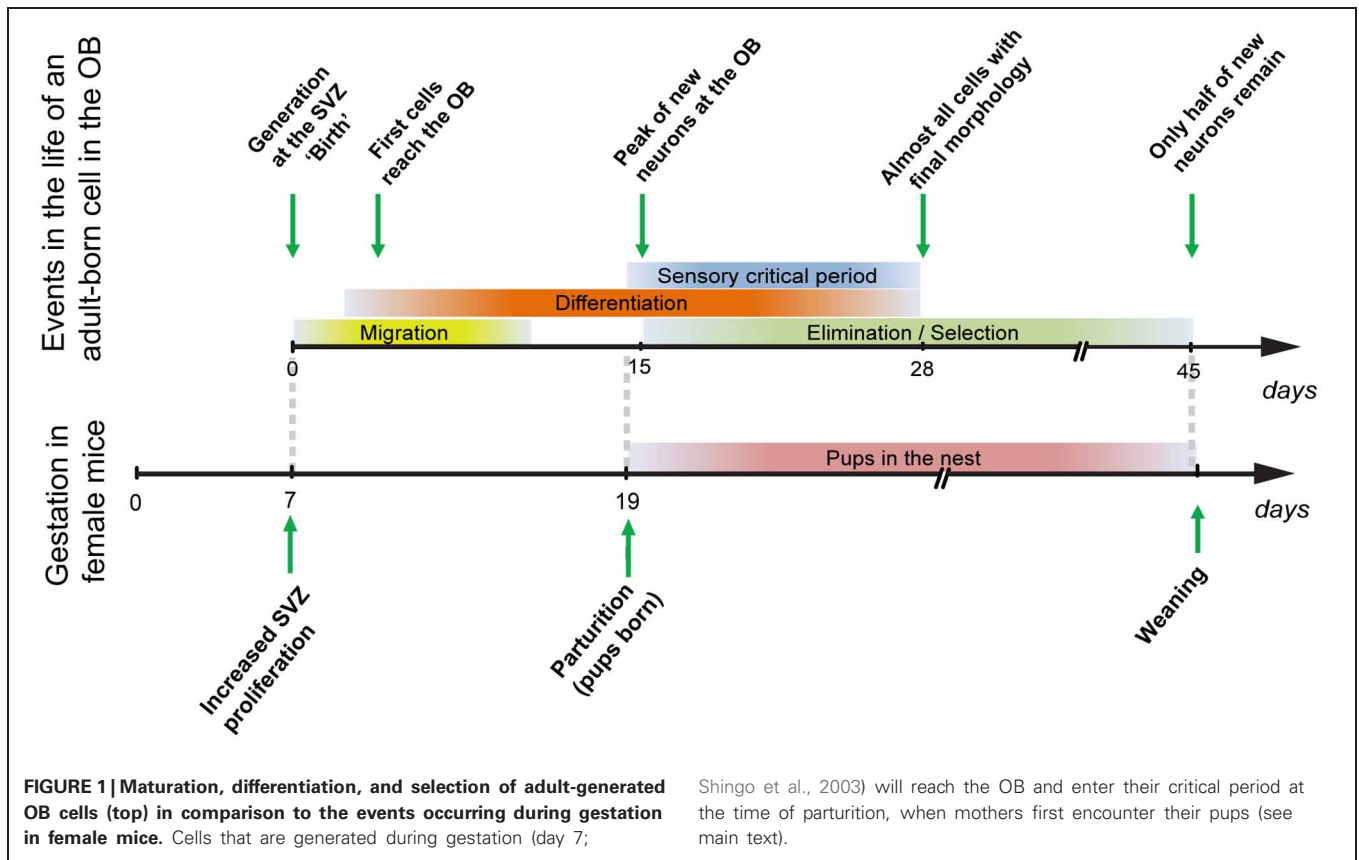 Events in the life of an
adult-born cell in the OB
Generation
at the SVZ
'Birth'
First cells
reach the OB
Peak of new
neurons at the OB
Almost all cells with
final morphology
Only half of new
neurons remain
Sensory critical period
Differentiation
Migration
Elimination / Selection
0
15
28
45
days
Gestation in
female mice
Pups in the nest
0
7
19
days
Increased SVZ
proliferation
Parturition
(pups born)
Weaning
FIGURE 1 | Maturation, differentiation, and selection of adult-generated
OB cells (top) in comparison to the events occurring during gestation
in female mice. Cells that are generated during gestation (day 7;
Shingo et al., 2003) will reach the OB and enter their critical period at
the time of parturition, when mothers first encounter their pups (see
main text).